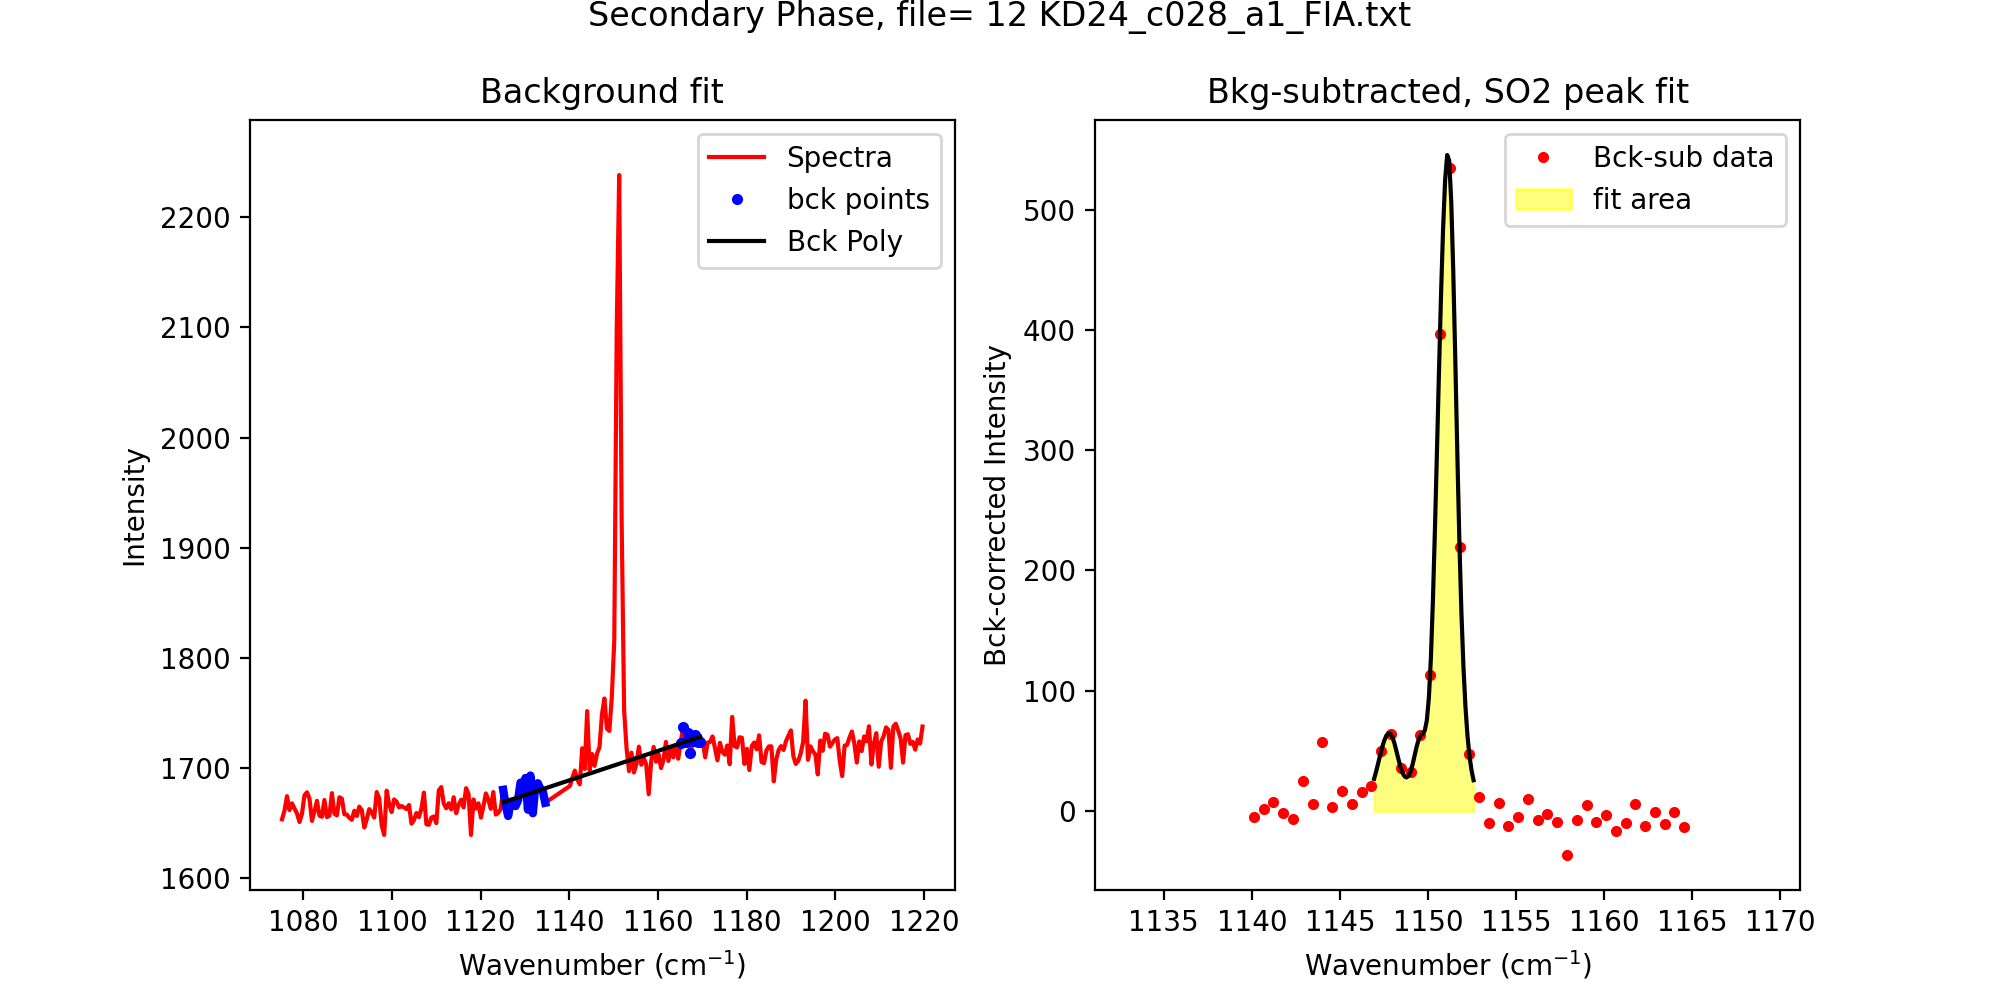 Secondary Phase, file= 12 KD24_c028_a1_FIA.txt
Background fit
Spectra
bck points
Bck Poly
Intensity
2200
2100
2000
1900
1800
1700
1600
1080 1100 1120 1140 1160 1180 1200 1220
Wavenumber (cm⁻¹)
Bkg-subtracted, SO2 peak fit
Bck-sub data
fit area
Bck-corrected Intensity
500
400
300
200
100
0
1135 1140 1145 1150 1155 1160 1165 1170
Wavenumber (cm⁻¹)